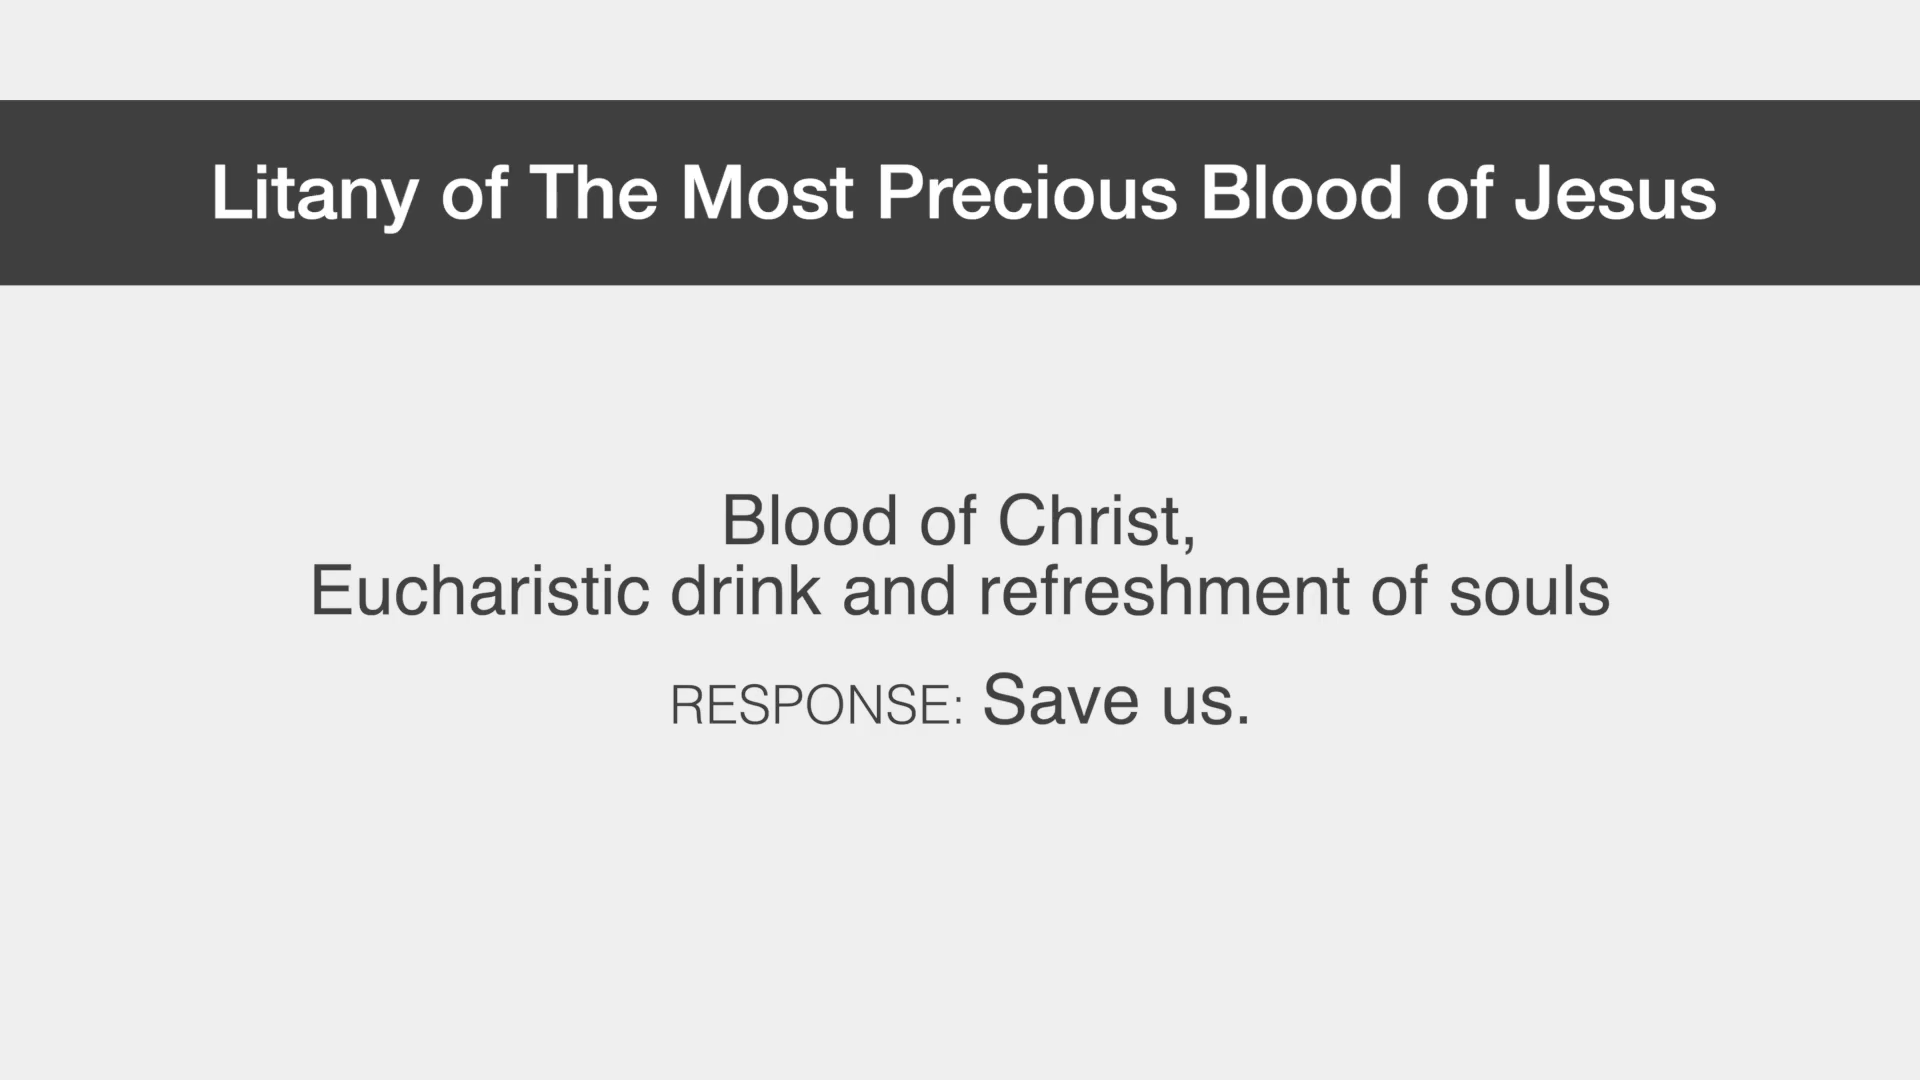 Litany of The Most Precious Blood of Jesus
Blood of Christ,
Eucharistic drink and refreshment of souls
RESPONSE: Save us.